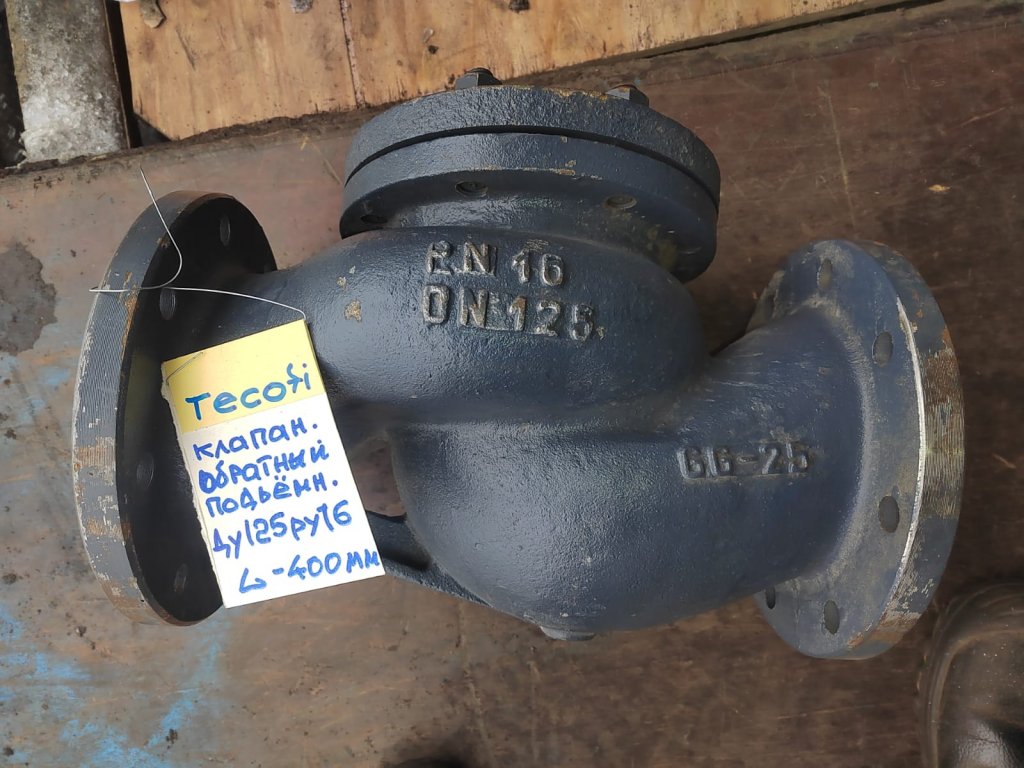 PN 16
DN 125
GG-25
Tecofi
клапан.
обратный
подъёмн.
Ду125ру16
L-400мм